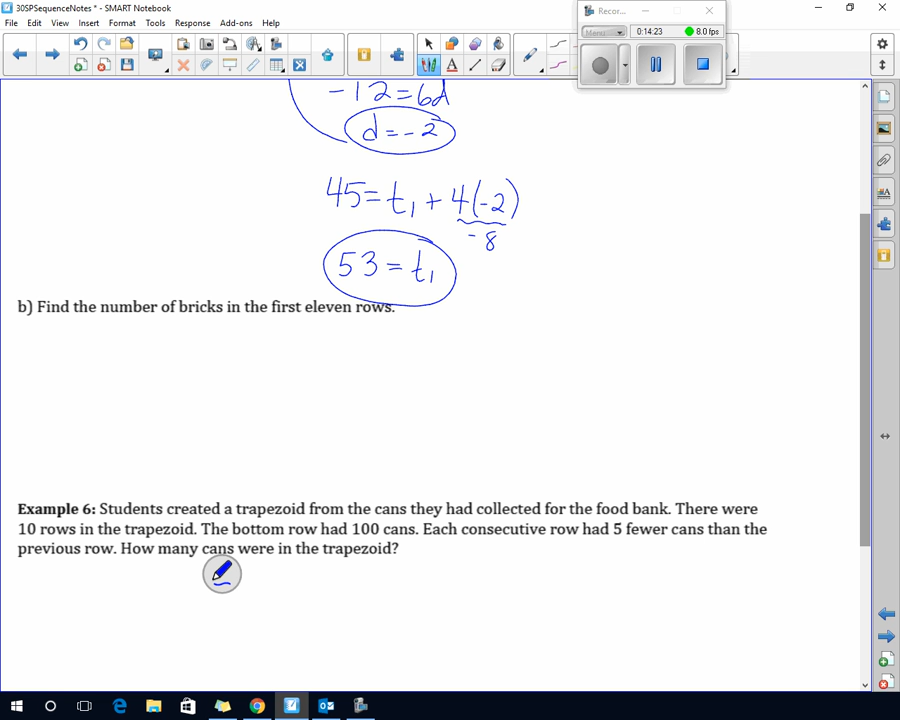 30SPSequenceNotes * - SMART Notebook
File Edit View Insert Format Tools Response Add-ons Help
Recor...
Menu
0:14:23
8.0 fps
-12=6d
d=-2
45=t₁+4(-2)
-8
53=t₁
b) Find the number of bricks in the first eleven rows.
Example 6: Students created a trapezoid from the cans they had collected for the food bank. There were
10 rows in the trapezoid. The bottom row had 100 cans. Each consecutive row had 5 fewer cans than the
previous row. How many cans were in the trapezoid?